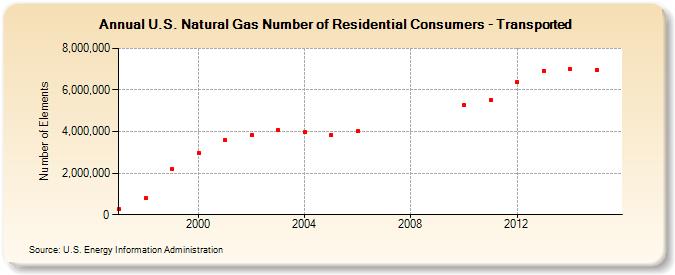 Annual U.S. Natural Gas Number of Residential Consumers - Transported
Number of Elements
8,000,000
6,000,000
4,000,000
2,000,000
0
2000 2004 2008 2012
Source: U.S. Energy Information Administration